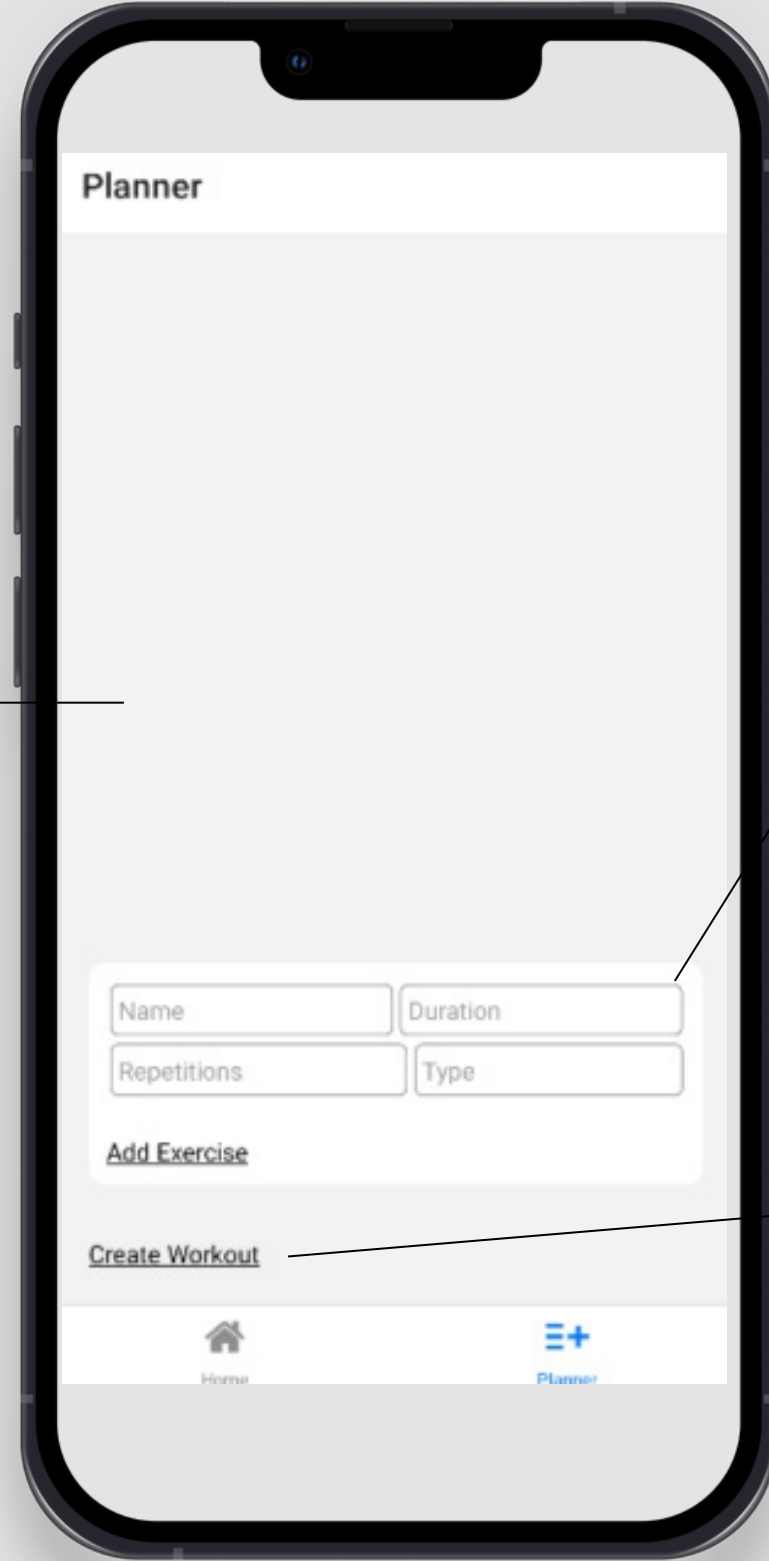 Planner
Name
Duration
Repetitions
Type
Add Exercise
Create Workout
Home
Planner